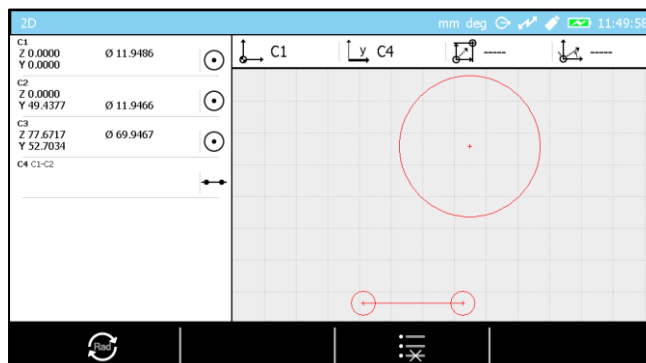 2D
mm deg 11:49:58
C1
Z 0.0000 Ø 11.9486
Y 0.0000
C2
Z 0.0000 Ø 11.9466
Y 49.4377
C3
Z 77.6717 Ø 69.9467
Y 52.7034
C4 C1-C2
C1
y C4
-----
-----
Rad